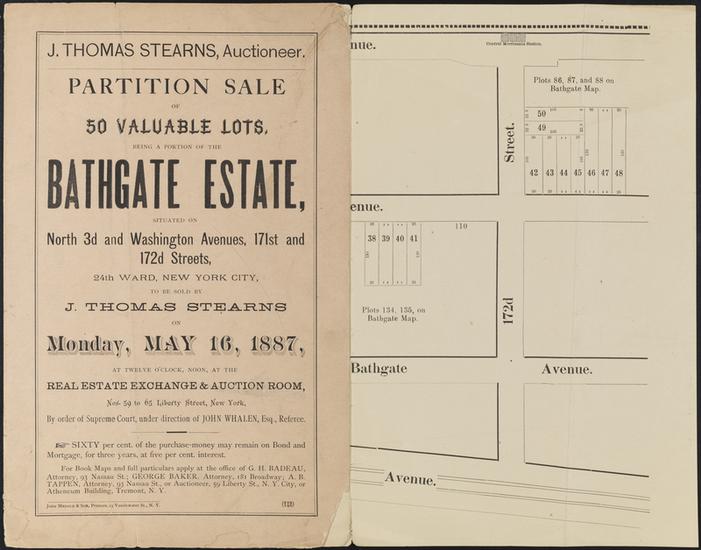 J. THOMAS STEARNS, Auctioneer.
PARTITION SALE
OF
50 VALUABLE LOTS,
BEING A PORTION OF THE
BATHGATE ESTATE,
SITUATED ON
North 3d and Washington Avenues, 171st and
172d Streets,
24th WARD, NEW YORK CITY,
TO BE SOLD BY
J. THOMAS STEARNS
ON
Monday, MAY 16, 1887,
AT TWELVE O'CLOCK, NOON, AT THE
REAL ESTATE EXCHANGE & AUCTION ROOM,
Nos. 59 to 65 Liberty Street, New York,
By order of Supreme Court, under direction of JOHN WHALEN, Esq., Referee.
☞ SIXTY per cent. of the purchase-money may remain on Bond and
Mortgage, for three years, at five per cent. interest.
For Book Maps and full particulars apply at the office of G. H. BADEAU,
Attorney, 93 Nassau St.; GEORGE BAKER, Attorney, 181 Broadway; A. B.
TAPPEN, Attorney, 93 Nassau St., or Auctioneer, 59 Liberty St., N. Y. City, or
Atheneum Building, Tremont, N. Y.
nue.
Central Morrisania Station.
Plots 86, 87, and 88 on
Bathgate Map.
50
49
42 43 44 45 46 47 48
Street.
enue.
110
38 39 40 41
Plots 134, 135, on
Bathgate Map.
172d
Bathgate Avenue.
Avenue.